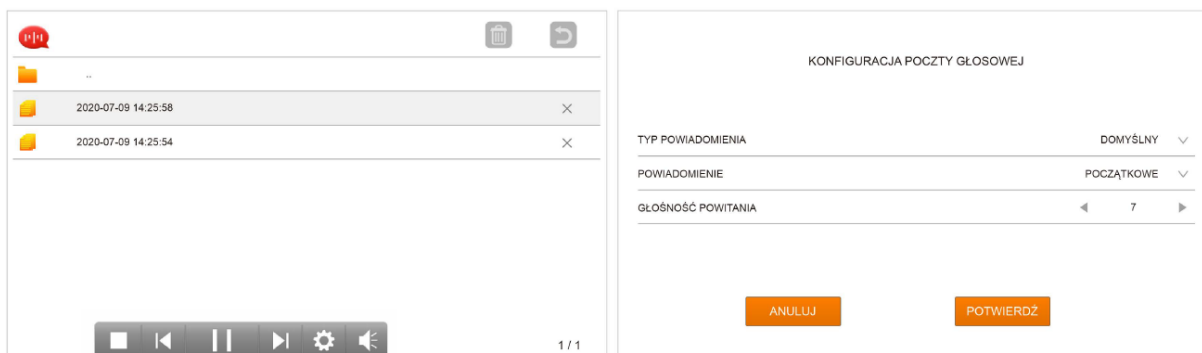 ..
2020-07-09 14:25:58
2020-07-09 14:25:54
1 / 1
KONFIGURACJA POCZTY GŁOSOWEJ
TYP POWIADOMIENIA DOMYŚLNY
POWIADOMIENIE POCZĄTKOWE
GŁOŚNOŚĆ POWITANIA 7
ANULUJ POTWIERDŹ